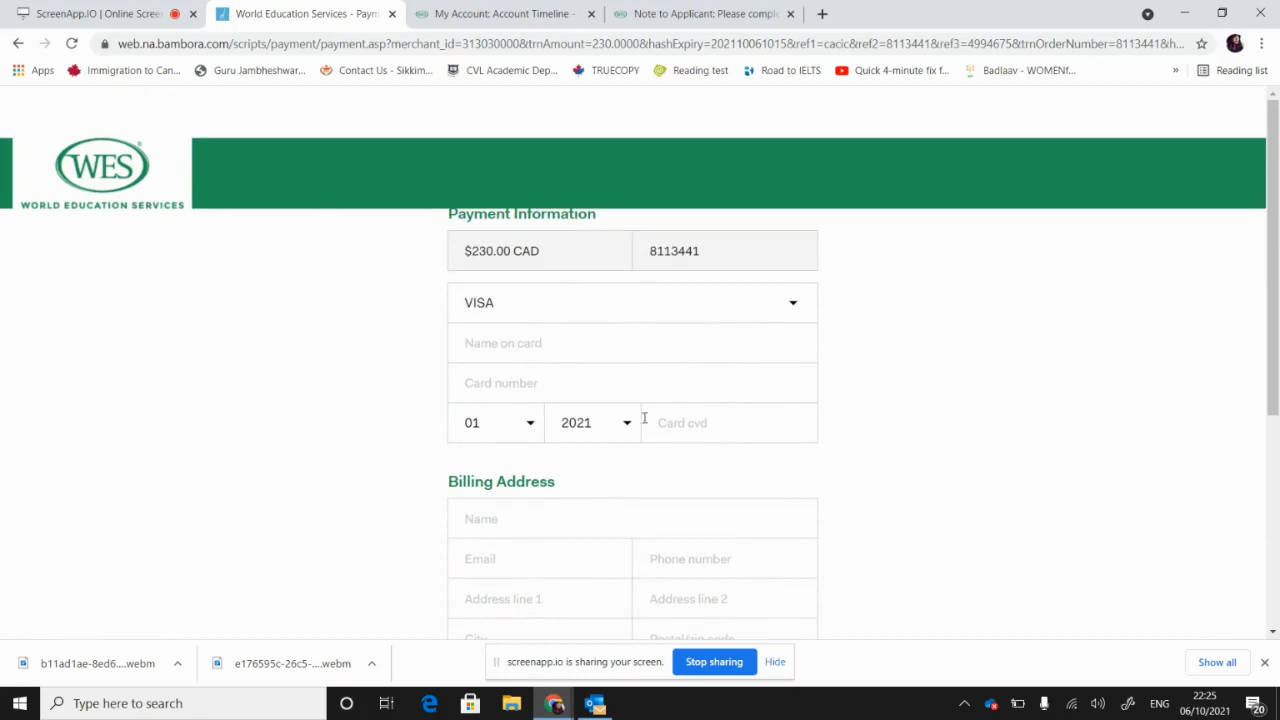 ScreenApp.IO | Online Screen
World Education Services - Paym
My Account: Account Timeline -
Note to Applicant: Please compl
web.na.bambora.com/scripts/payment/payment.asp?merchant_id=313030000&trnAmount=230.0000&hashExpiry=202110061015&ref1=cacic&ref2=8113441&ref3=4994675&trnOrderNumber=8113441&h...
Apps
Immigration to Can...
Guru Jambheshwar...
Contact Us - Sikkim...
CVL Academic Dep...
TRUECOPY
Reading test
Road to IELTS
Quick 4-minute fix f...
Badlaav - WOMENf...
»
Reading list
WES
WORLD EDUCATION SERVICES
Payment Information
$230.00 CAD
8113441
VISA
Name on card
Card number
01
2021
Card cvd
Billing Address
Name
Email
Phone number
Address line 1
Address line 2
City
Postal/zip code
b11ad1ae-8ed6....webm
e176595c-26c5-....webm
screenapp.io is sharing your screen.
Stop sharing
Hide
Show all
Type here to search
ENG
22:25
06/10/2021
20